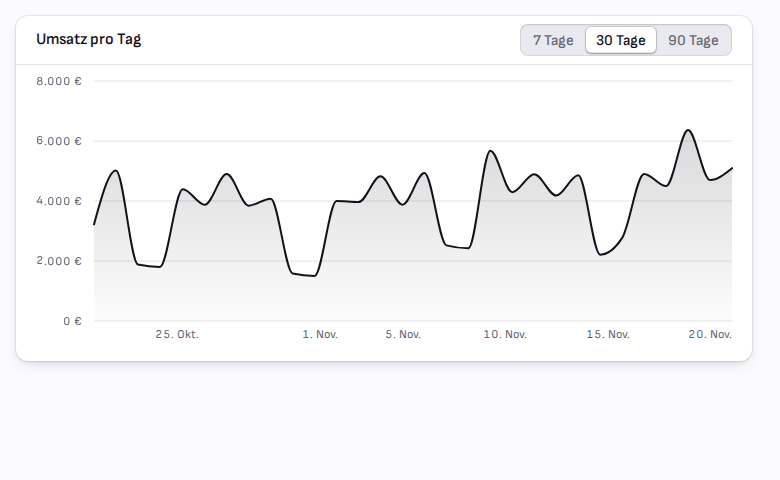 Umsatz pro Tag
7 Tage 30 Tage 90 Tage
8.000 €
6.000 €
4.000 €
2.000 €
0 €
25. Okt. 1. Nov. 5. Nov. 10. Nov. 15. Nov. 20. Nov.